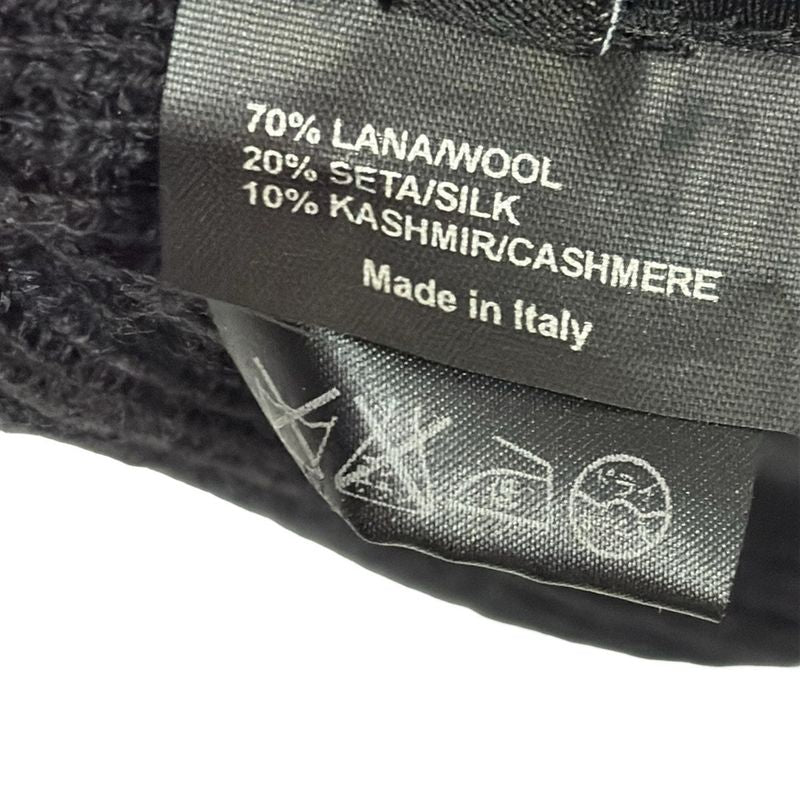 70% LANA/WOOL
20% SETA/SILK
10% KASHMIR/CASHMERE
Made in Italy